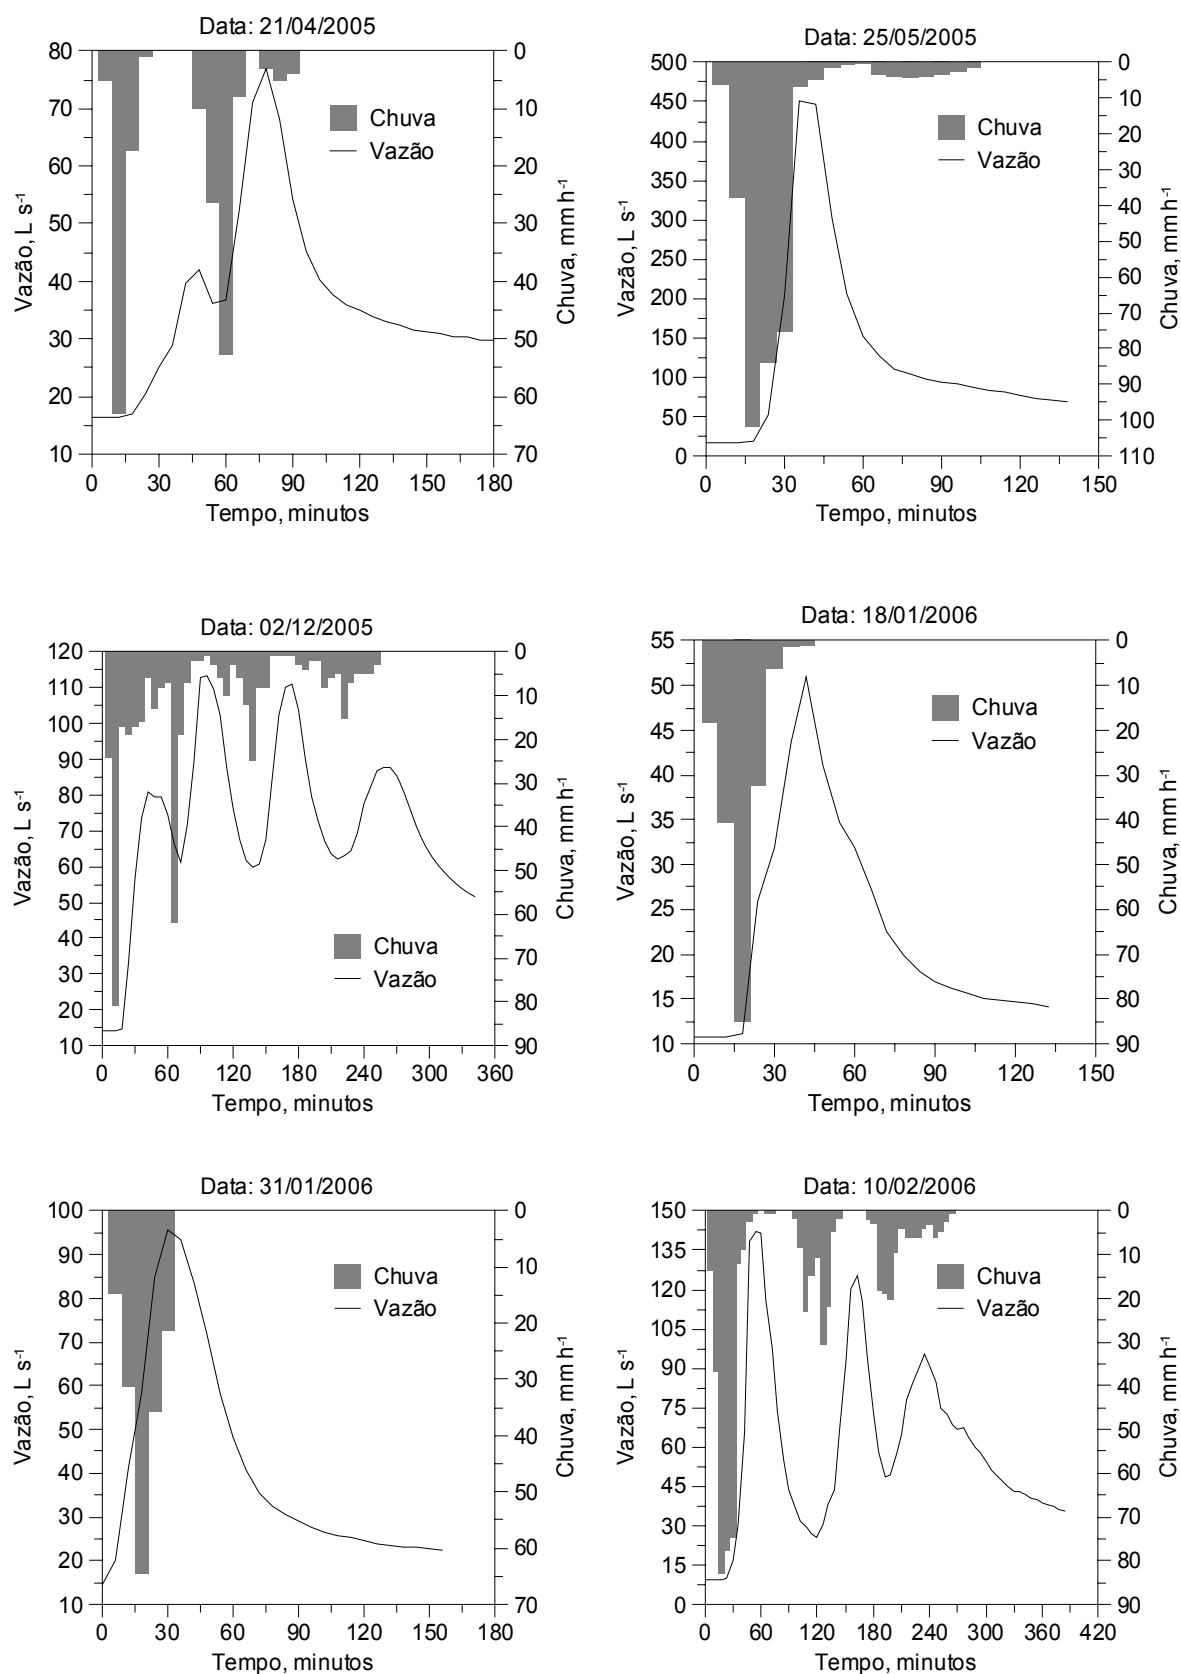 Data: 21/04/2005
80 70 60 50 40 30 20 10
Vazão, L s-1
0 10 20 30 40 50 60 70
Chuva, mm h-1
Chuva
Vazão
0 30 60 90 120 150 180
Tempo, minutos
Data: 25/05/2005
500 450 400 350 300 250 200 150 100 50 0
Vazão, L s-1
0 10 20 30 40 50 60 70 80 90 100 110
Chuva, mm h-1
Chuva
Vazão
0 30 60 90 120 150
Tempo, minutos
Data: 02/12/2005
120 110 100 90 80 70 60 50 40 30 20 10
Vazão, L s-1
0 10 20 30 40 50 60 70 80 90
Chuva, mm h-1
Chuva
Vazão
0 60 120 180 240 300 360
Tempo, minutos
Data: 18/01/2006
55 50 45 40 35 30 25 20 15 10
Vazão, L s-1
0 10 20 30 40 50 60 70 80 90
Chuva, mm h-1
Chuva
Vazão
0 30 60 90 120 150
Tempo, minutos
Data: 31/01/2006
100 90 80 70 60 50 40 30 20 10
Vazão, L s-1
0 10 20 30 40 50 60 70
Chuva, mm h-1
Chuva
Vazão
0 30 60 90 120 150 180
Tempo, minutos
Data: 10/02/2006
150 135 120 105 90 75 60 45 30 15 0
Vazão, L s-1
0 10 20 30 40 50 60 70 80 90
Chuva, mm h-1
Chuva
Vazão
0 60 120 180 240 300 360 420
Tempo, minutos